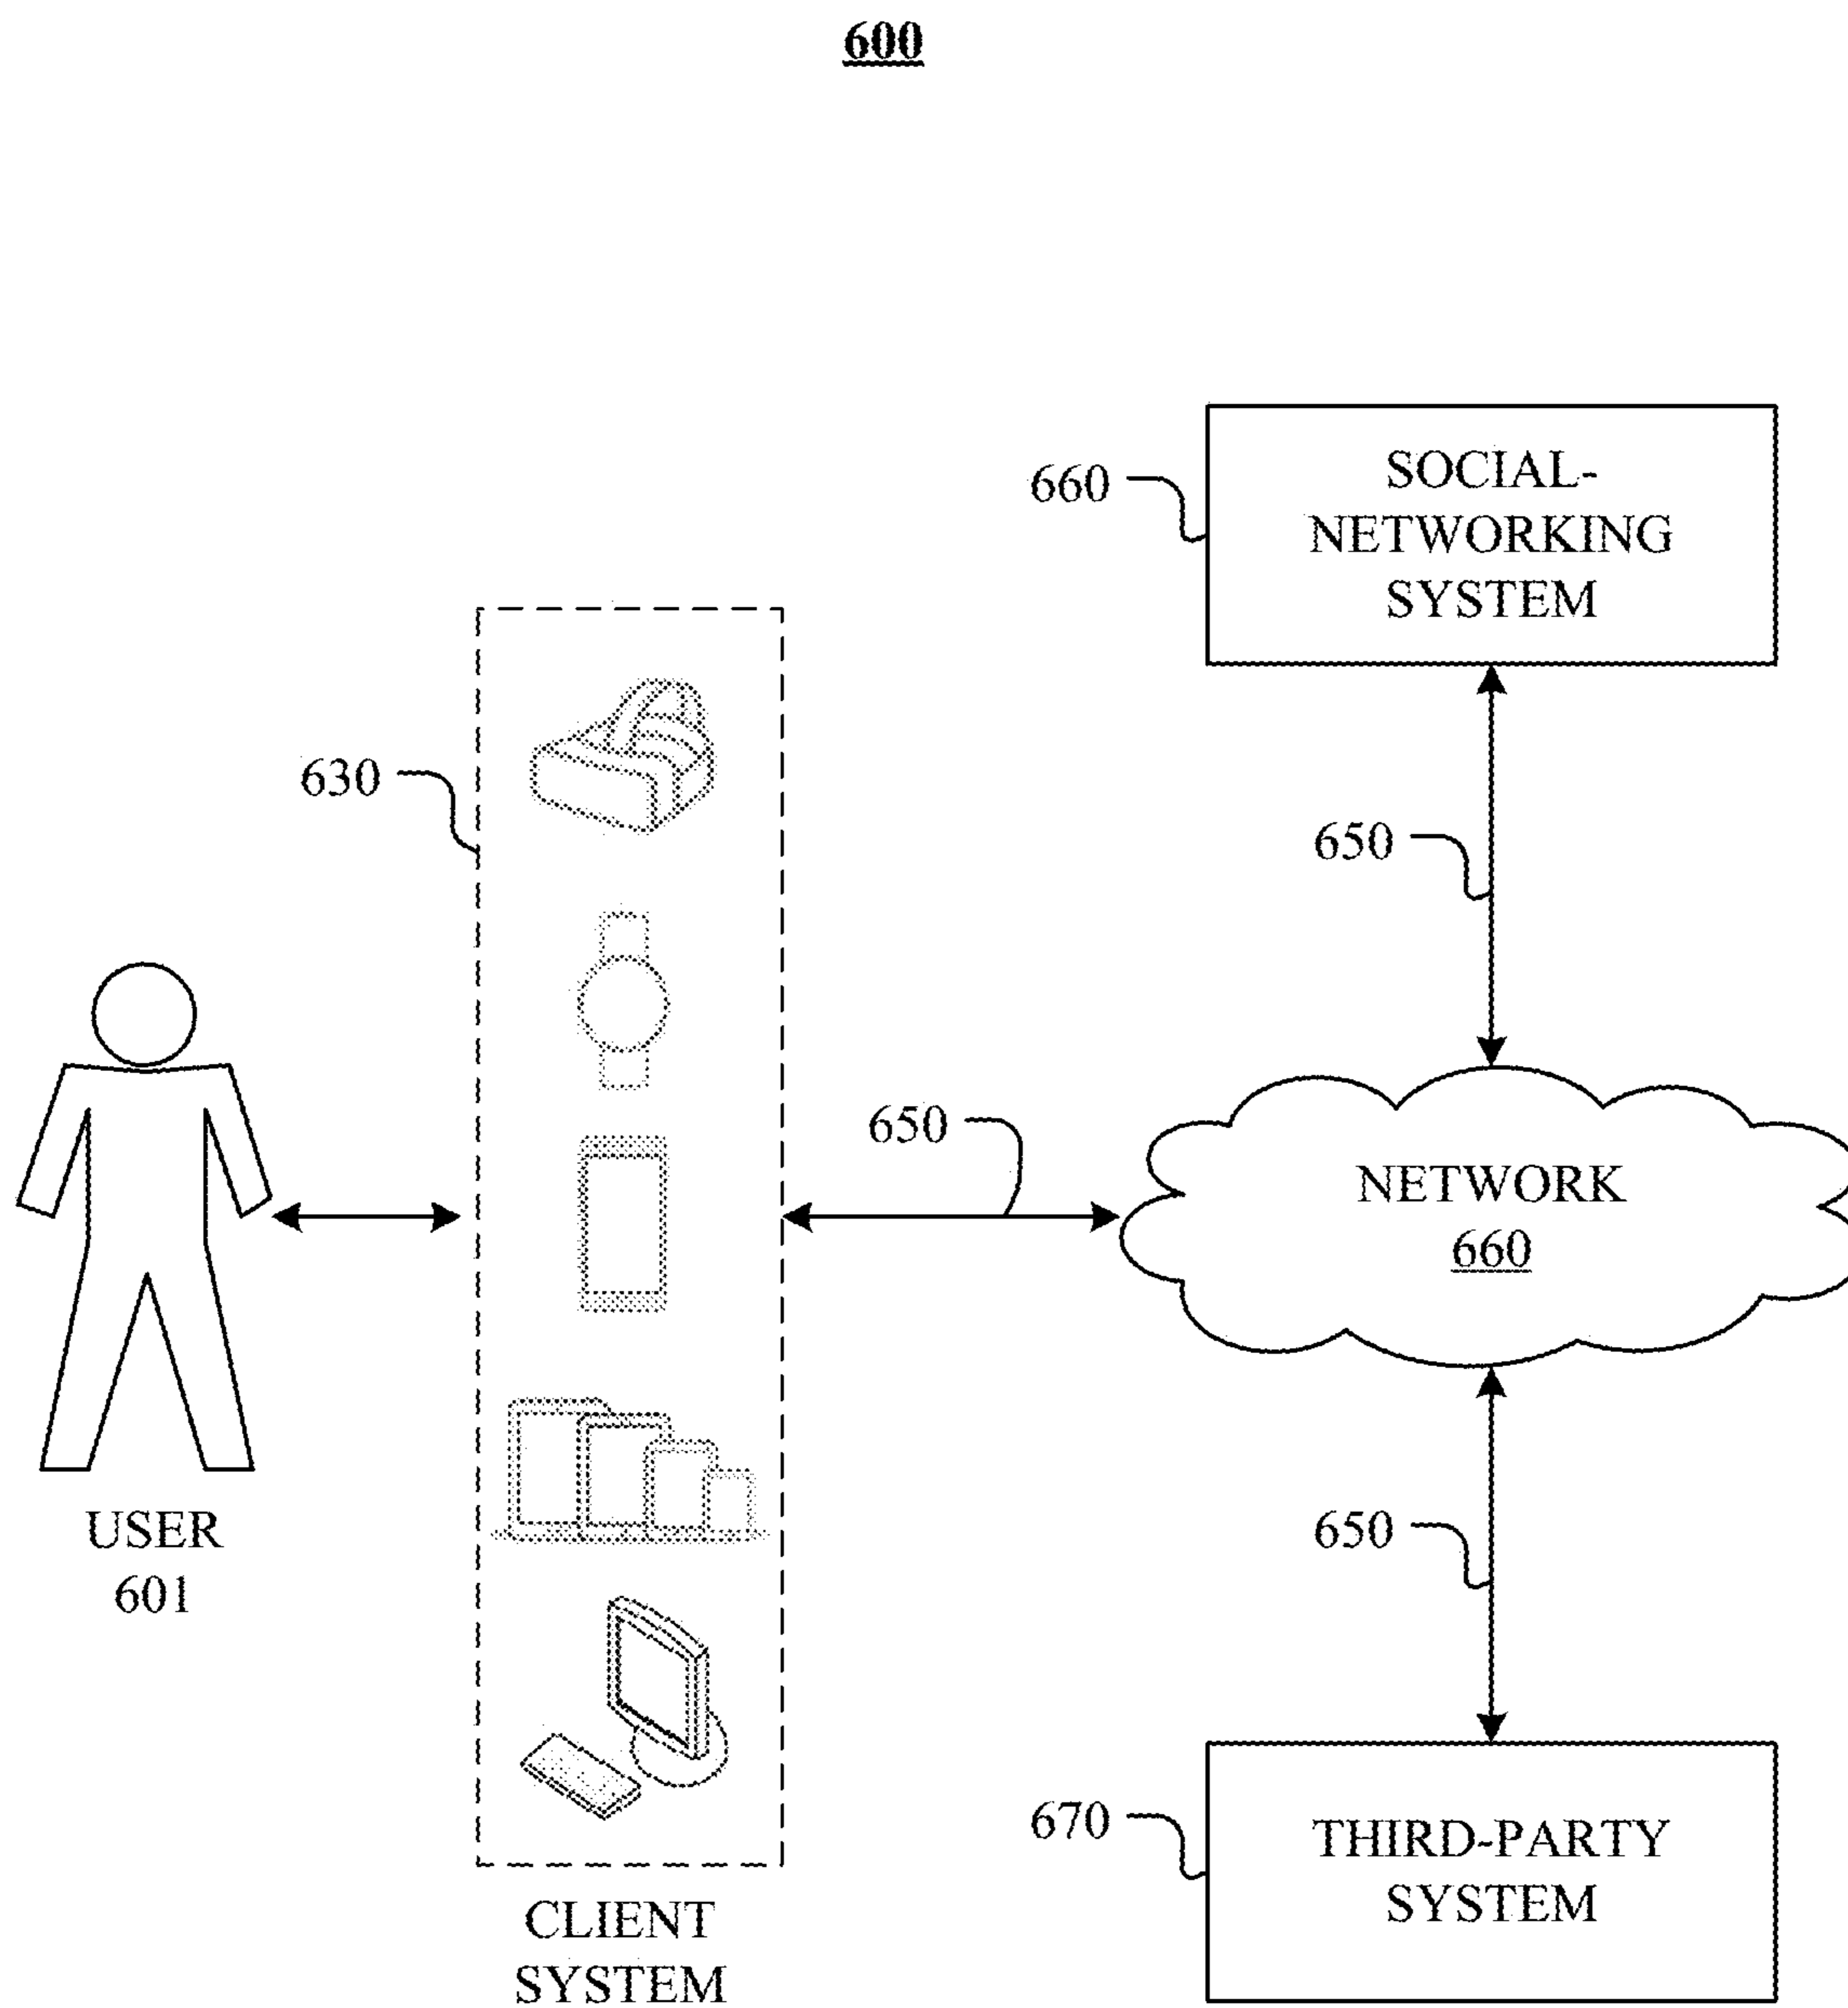 600
660
SOCIAL-
NETWORKING
SYSTEM
630
650
650
NETWORK
660
USER
601
650
670
THIRD-PARTY
SYSTEM
CLIENT
SYSTEM